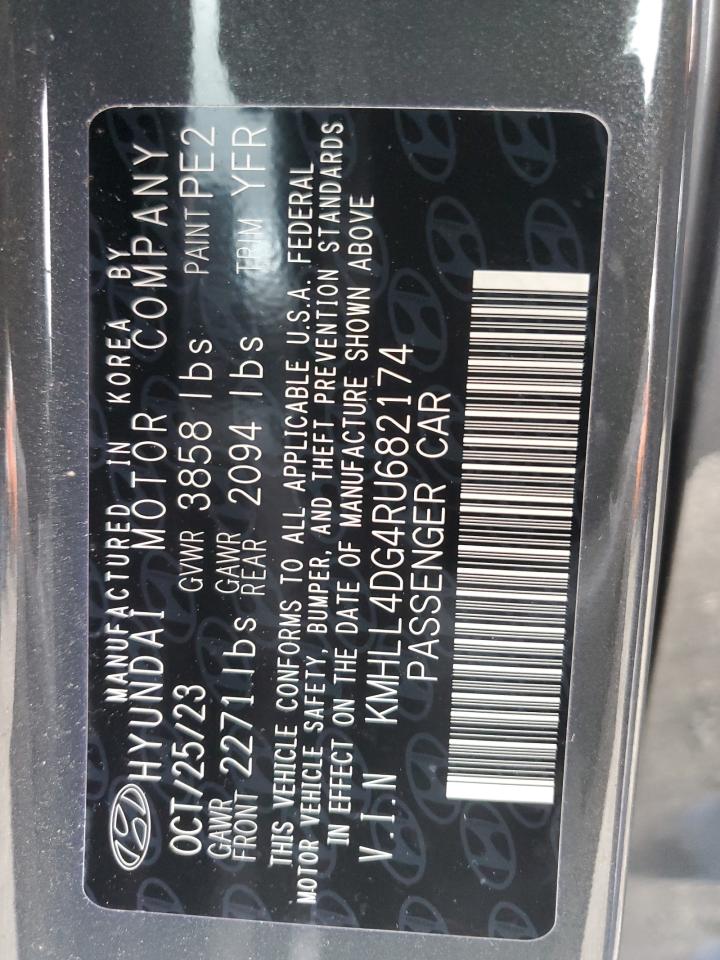 MANUFACTURED IN KOREA BY
HYUNDAI MOTOR COMPANY
OCT/25/23 GVWR 3858 lbs PAINT PE2
GAWR FRONT 2271 lbs GAWR REAR 2094 lbs TRIM YFR
THIS VEHICLE CONFORMS TO ALL APPLICABLE U.S.A. FEDERAL
MOTOR VEHICLE SAFETY, BUMPER, AND THEFT PREVENTION STANDARDS
IN EFFECT ON THE DATE OF MANUFACTURE SHOWN ABOVE
V.I.N KMHLL4DG4RU682174
PASSENGER CAR